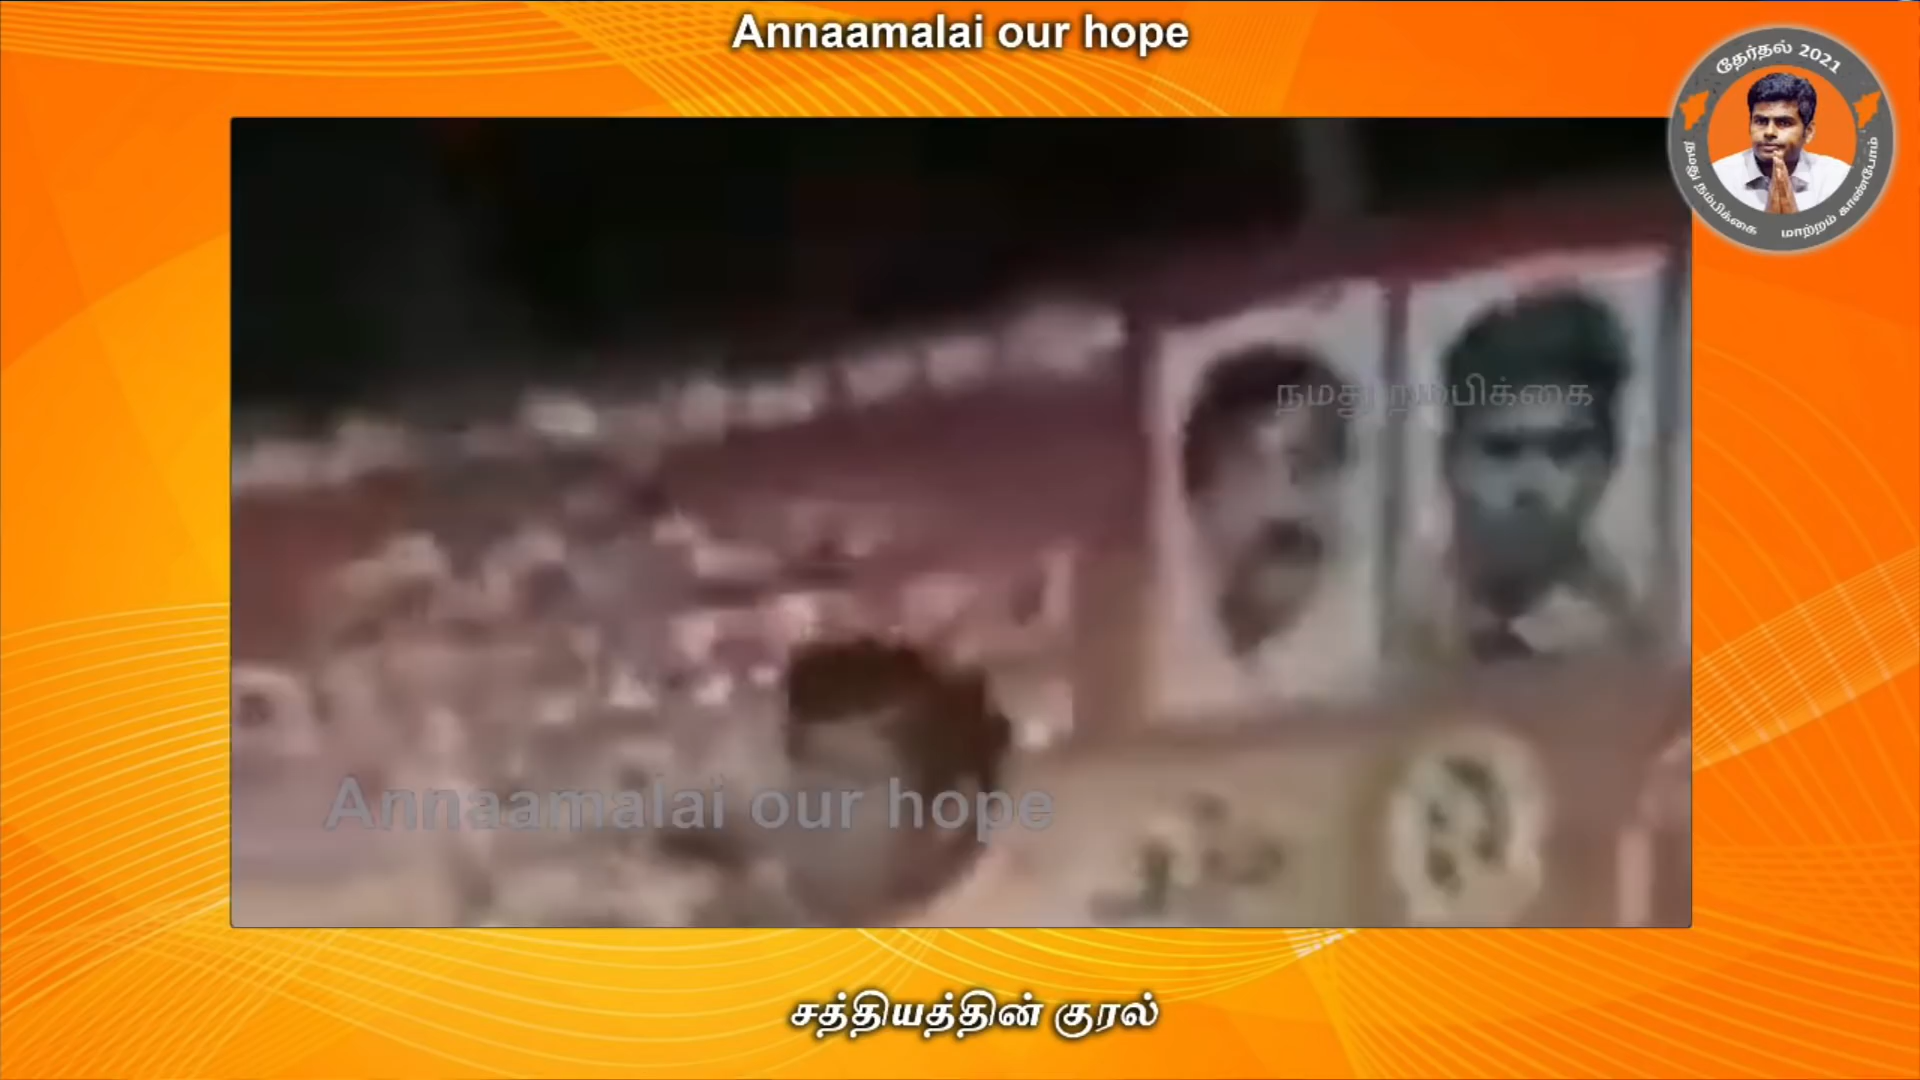 Annaamalai our hope
தேர்தல் 2021
நமது நம்பிக்கை
மாற்றம் காண்போம்
நமது நம்பிக்கை
Annaamalai our hope
சத்தியத்தின் குரல்